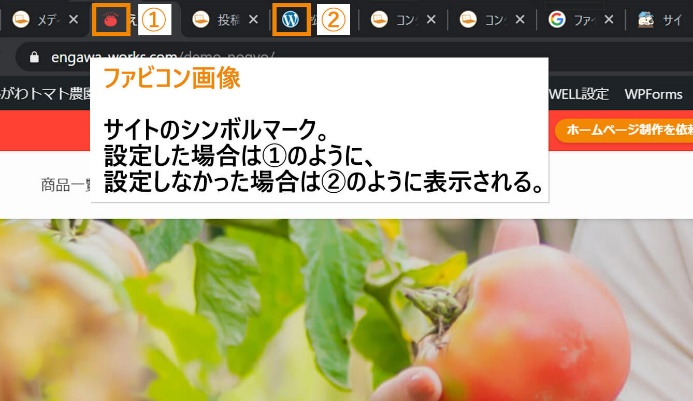 メデ
え
①
投稿
②
コン
コン
ファ
サイ
engawa-works.com/demo-nogyo/
がわトマト農園
WELL設定
WPForms
ファビコン画像
サイトのシンボルマーク。
設定した場合は①のように、
設定しなかった場合は②のように表示される。
ホームページ制作を依頼
商品一覧